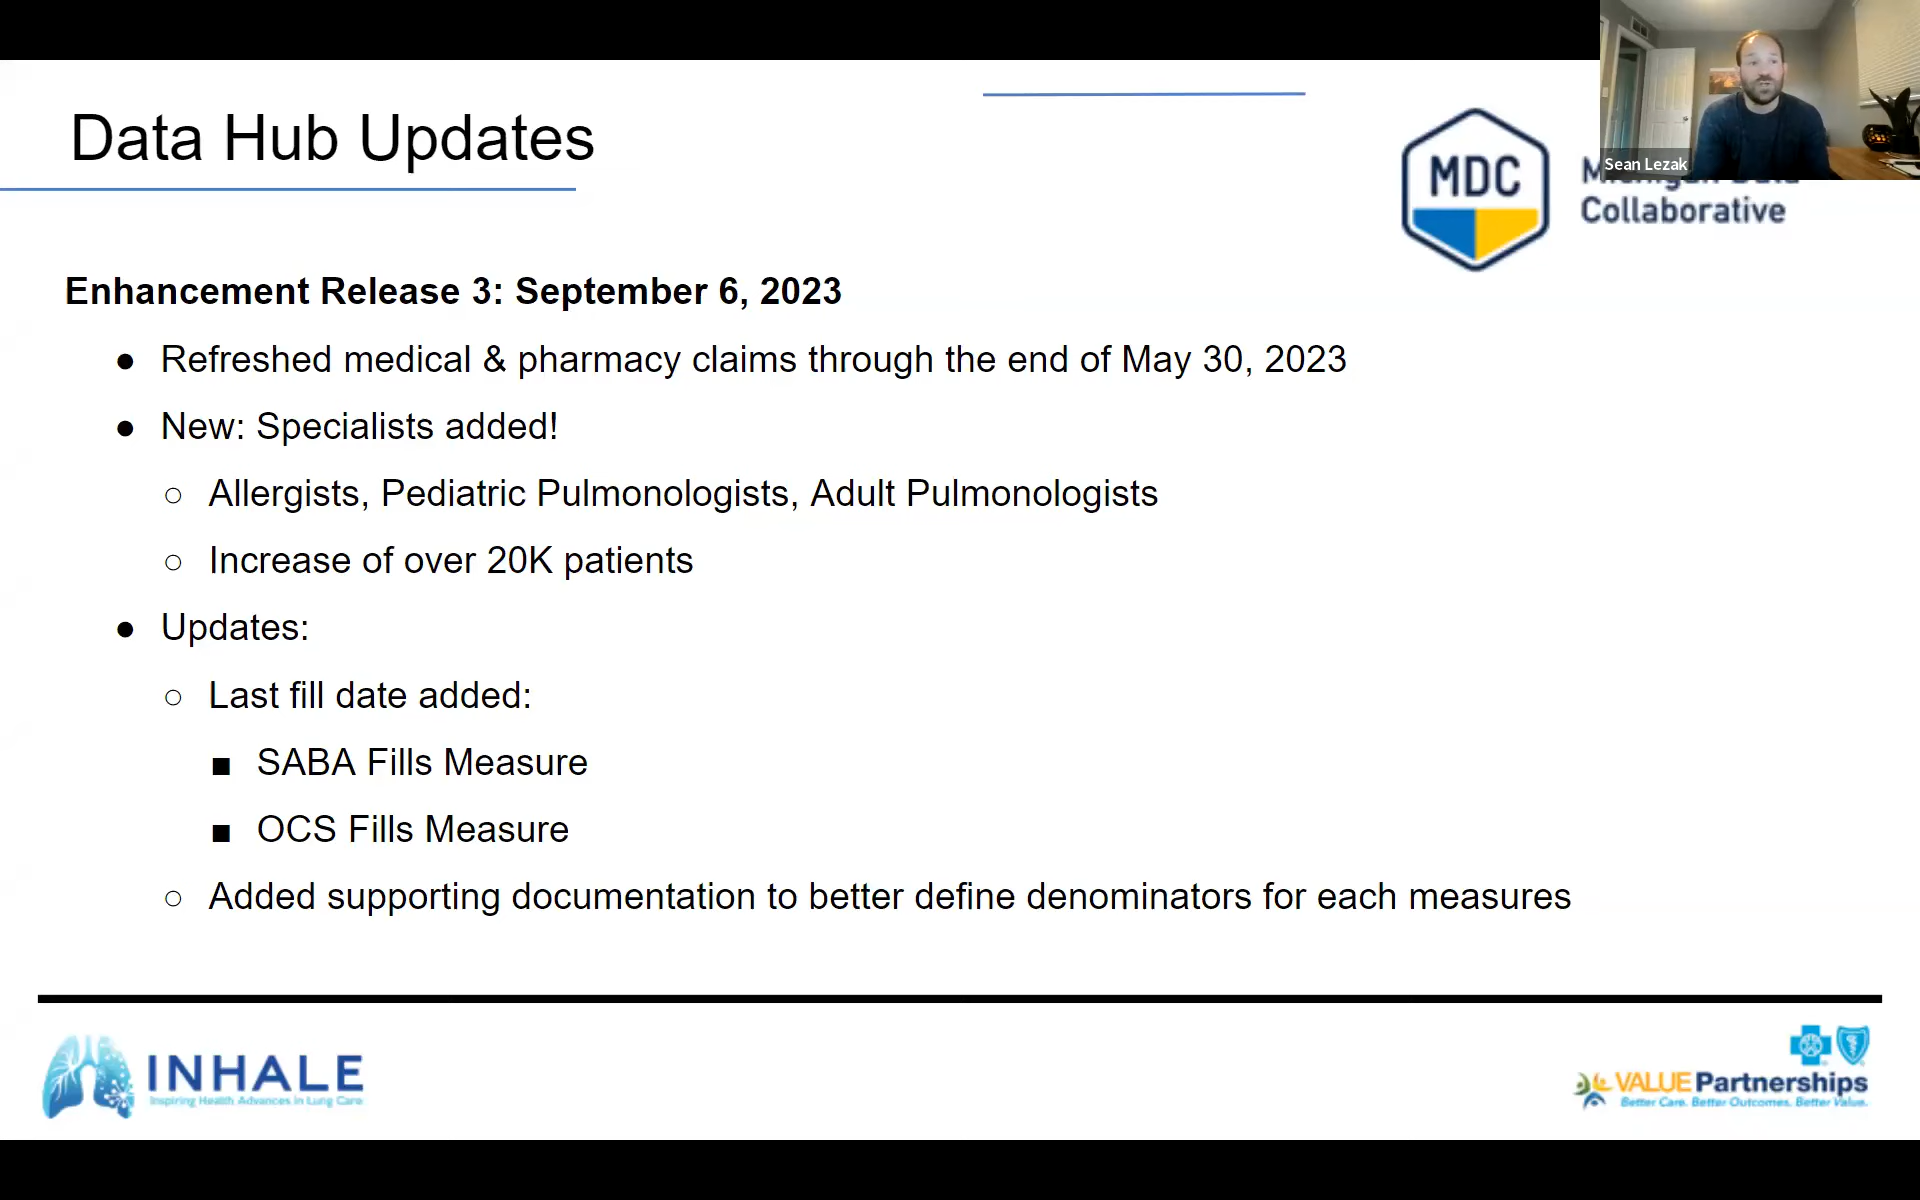 Data Hub Updates
MDC
Michigan Data
Collaborative
Sean Lezak
Enhancement Release 3: September 6, 2023
● Refreshed medical & pharmacy claims through the end of May 30, 2023
● New: Specialists added!
○ Allergists, Pediatric Pulmonologists, Adult Pulmonologists
○ Increase of over 20K patients
● Updates:
○ Last fill date added:
■ SABA Fills Measure
■ OCS Fills Measure
○ Added supporting documentation to better define denominators for each measures
INHALE
Inspiring Health Advances in Lung Care
VALUE Partnerships
Better Care. Better Outcomes. Better Value.